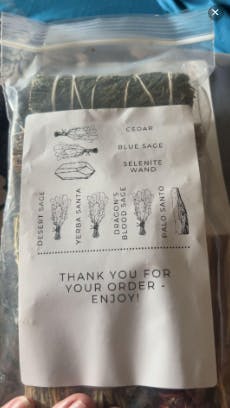 CEDAR
BLUE SAGE
SELENITE
WAND
DESERT SAGE
YERBA SANTA
DRAGON'S
BLOOD SAGE
PALO SANTO
THANK YOU FOR
YOUR ORDER -
ENJOY!